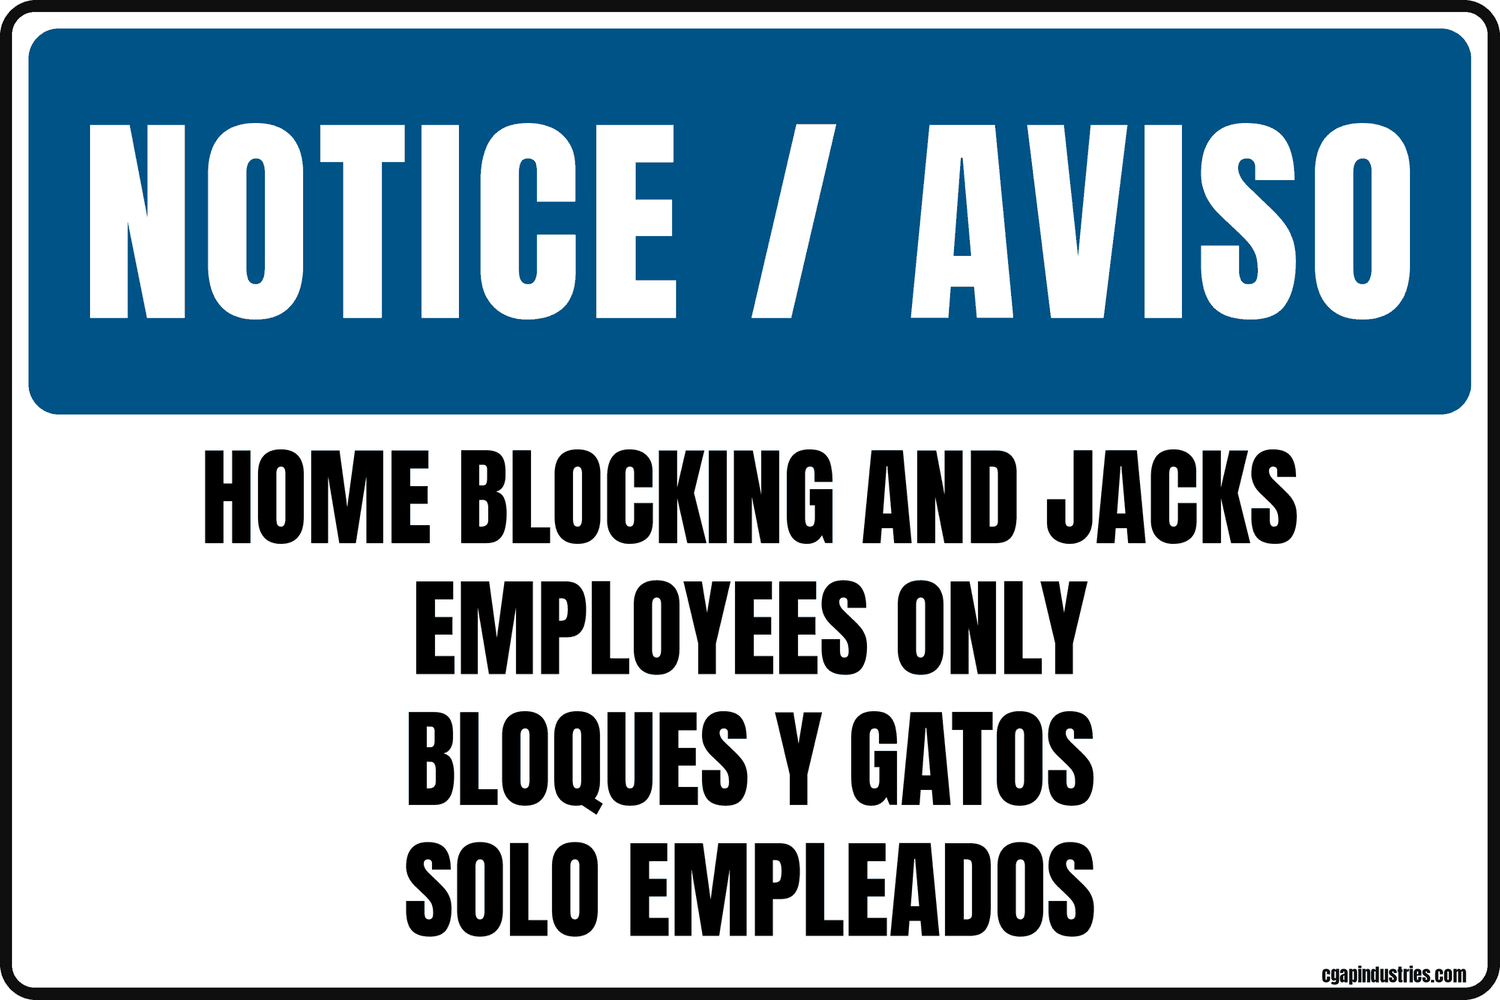 NOTICE / AVISO
HOME BLOCKING AND JACKS
EMPLOYEES ONLY
BLOQUES Y GATOS
SOLO EMPLEADOS
cgapindustries.com